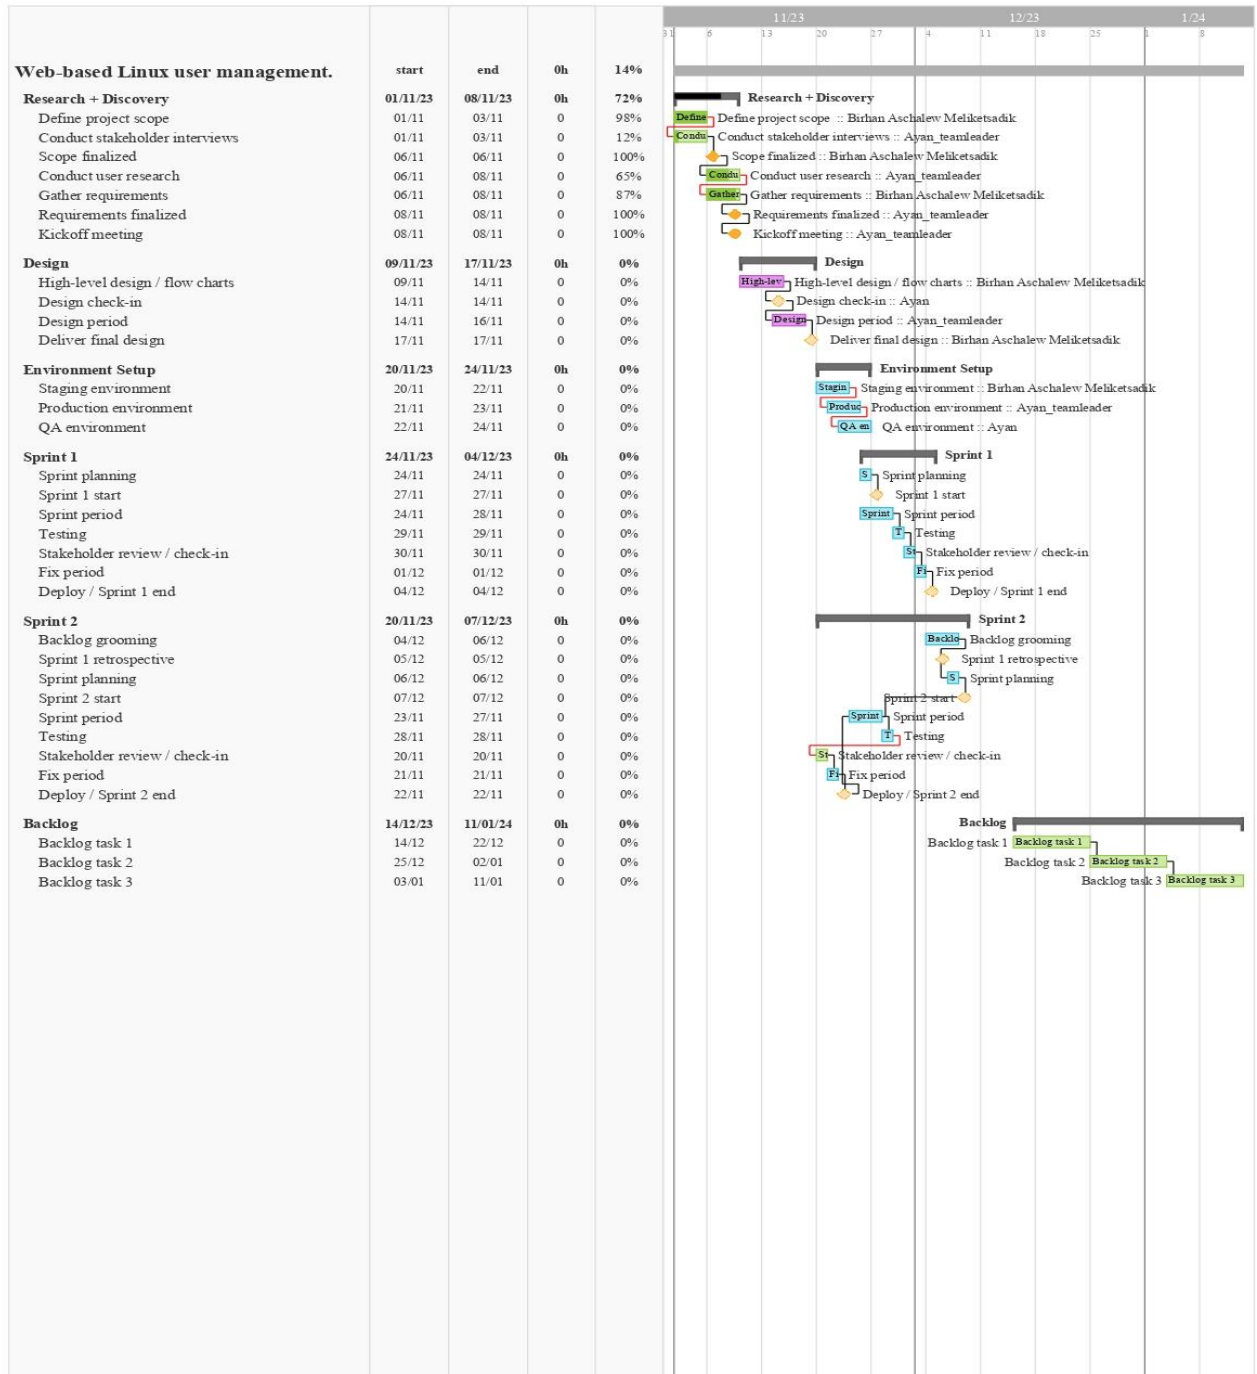 11/23 12/23 1/24
31 6 13 20 27 4 11 18 25 1 8
Web-based Linux user management. start end 0h 14%
Research + Discovery 01/11/23 08/11/23 0h 72% Research + Discovery
Define project scope 01/11 03/11 0 98% Define Define project scope :: Birhan Aschalew Meliketsadik
Conduct stakeholder interviews 01/11 03/11 0 12% Condu Conduct stakeholder interviews :: Ayan_teamleader
Scope finalized 06/11 06/11 0 100% Scope finalized :: Birhan Aschalew Meliketsadik
Conduct user research 06/11 08/11 0 65% Condu Conduct user research :: Ayan_teamleader
Gather requirements 06/11 08/11 0 87% Gather Gather requirements :: Birhan Aschalew Meliketsadik
Requirements finalized 08/11 08/11 0 100% Requirements finalized :: Ayan_teamleader
Kickoff meeting 08/11 08/11 0 100% Kickoff meeting :: Ayan_teamleader
Design 09/11/23 17/11/23 0h 0% Design
High-level design / flow charts 09/11 14/11 0 0% High-lev High-level design / flow charts :: Birhan Aschalew Meliketsadik
Design check-in 14/11 14/11 0 0% Design check-in :: Ayan
Design period 14/11 16/11 0 0% Design Design period :: Ayan_teamleader
Deliver final design 17/11 17/11 0 0% Deliver final design :: Birhan Aschalew Meliketsadik
Environment Setup 20/11/23 24/11/23 0h 0% Environment Setup
Staging environment 20/11 22/11 0 0% Stagin Staging environment :: Birhan Aschalew Meliketsadik
Production environment 21/11 23/11 0 0% Produc Production environment :: Ayan_teamleader
QA environment 22/11 24/11 0 0% QA en QA environment :: Ayan
Sprint 1 24/11/23 04/12/23 0h 0% Sprint 1
Sprint planning 24/11 24/11 0 0% S Sprint planning
Sprint 1 start 27/11 27/11 0 0% Sprint 1 start
Sprint period 24/11 28/11 0 0% Sprint Sprint period
Testing 29/11 29/11 0 0% T Testing
Stakeholder review / check-in 30/11 30/11 0 0% St Stakeholder review / check-in
Fix period 01/12 01/12 0 0% Fi Fix period
Deploy / Sprint 1 end 04/12 04/12 0 0% Deploy / Sprint 1 end
Sprint 2 20/11/23 07/12/23 0h 0% Sprint 2
Backlog grooming 04/12 06/12 0 0% Backlo Backlog grooming
Sprint 1 retrospective 05/12 05/12 0 0% Sprint 1 retrospective
Sprint planning 06/12 06/12 0 0% S Sprint planning
Sprint 2 start 07/12 07/12 0 0% Sprint 2 start
Sprint period 23/11 27/11 0 0% Sprint Sprint period
Testing 28/11 28/11 0 0% T Testing
Stakeholder review / check-in 20/11 20/11 0 0% St Stakeholder review / check-in
Fix period 21/11 21/11 0 0% Fi Fix period
Deploy / Sprint 2 end 22/11 22/11 0 0% Deploy / Sprint 2 end
Backlog 14/12/23 11/01/24 0h 0% Backlog
Backlog task 1 14/12 22/12 0 0% Backlog task 1 Backlog task 1
Backlog task 2 25/12 02/01 0 0% Backlog task 2 Backlog task 2
Backlog task 3 03/01 11/01 0 0% Backlog task 3 Backlog task 3